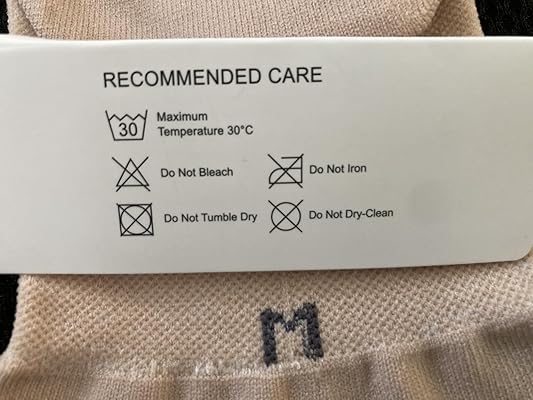 RECOMMENDED CARE
30
Maximum
Temperature 30°C
Do Not Bleach
Do Not Iron
Do Not Tumble Dry
Do Not Dry-Clean
M